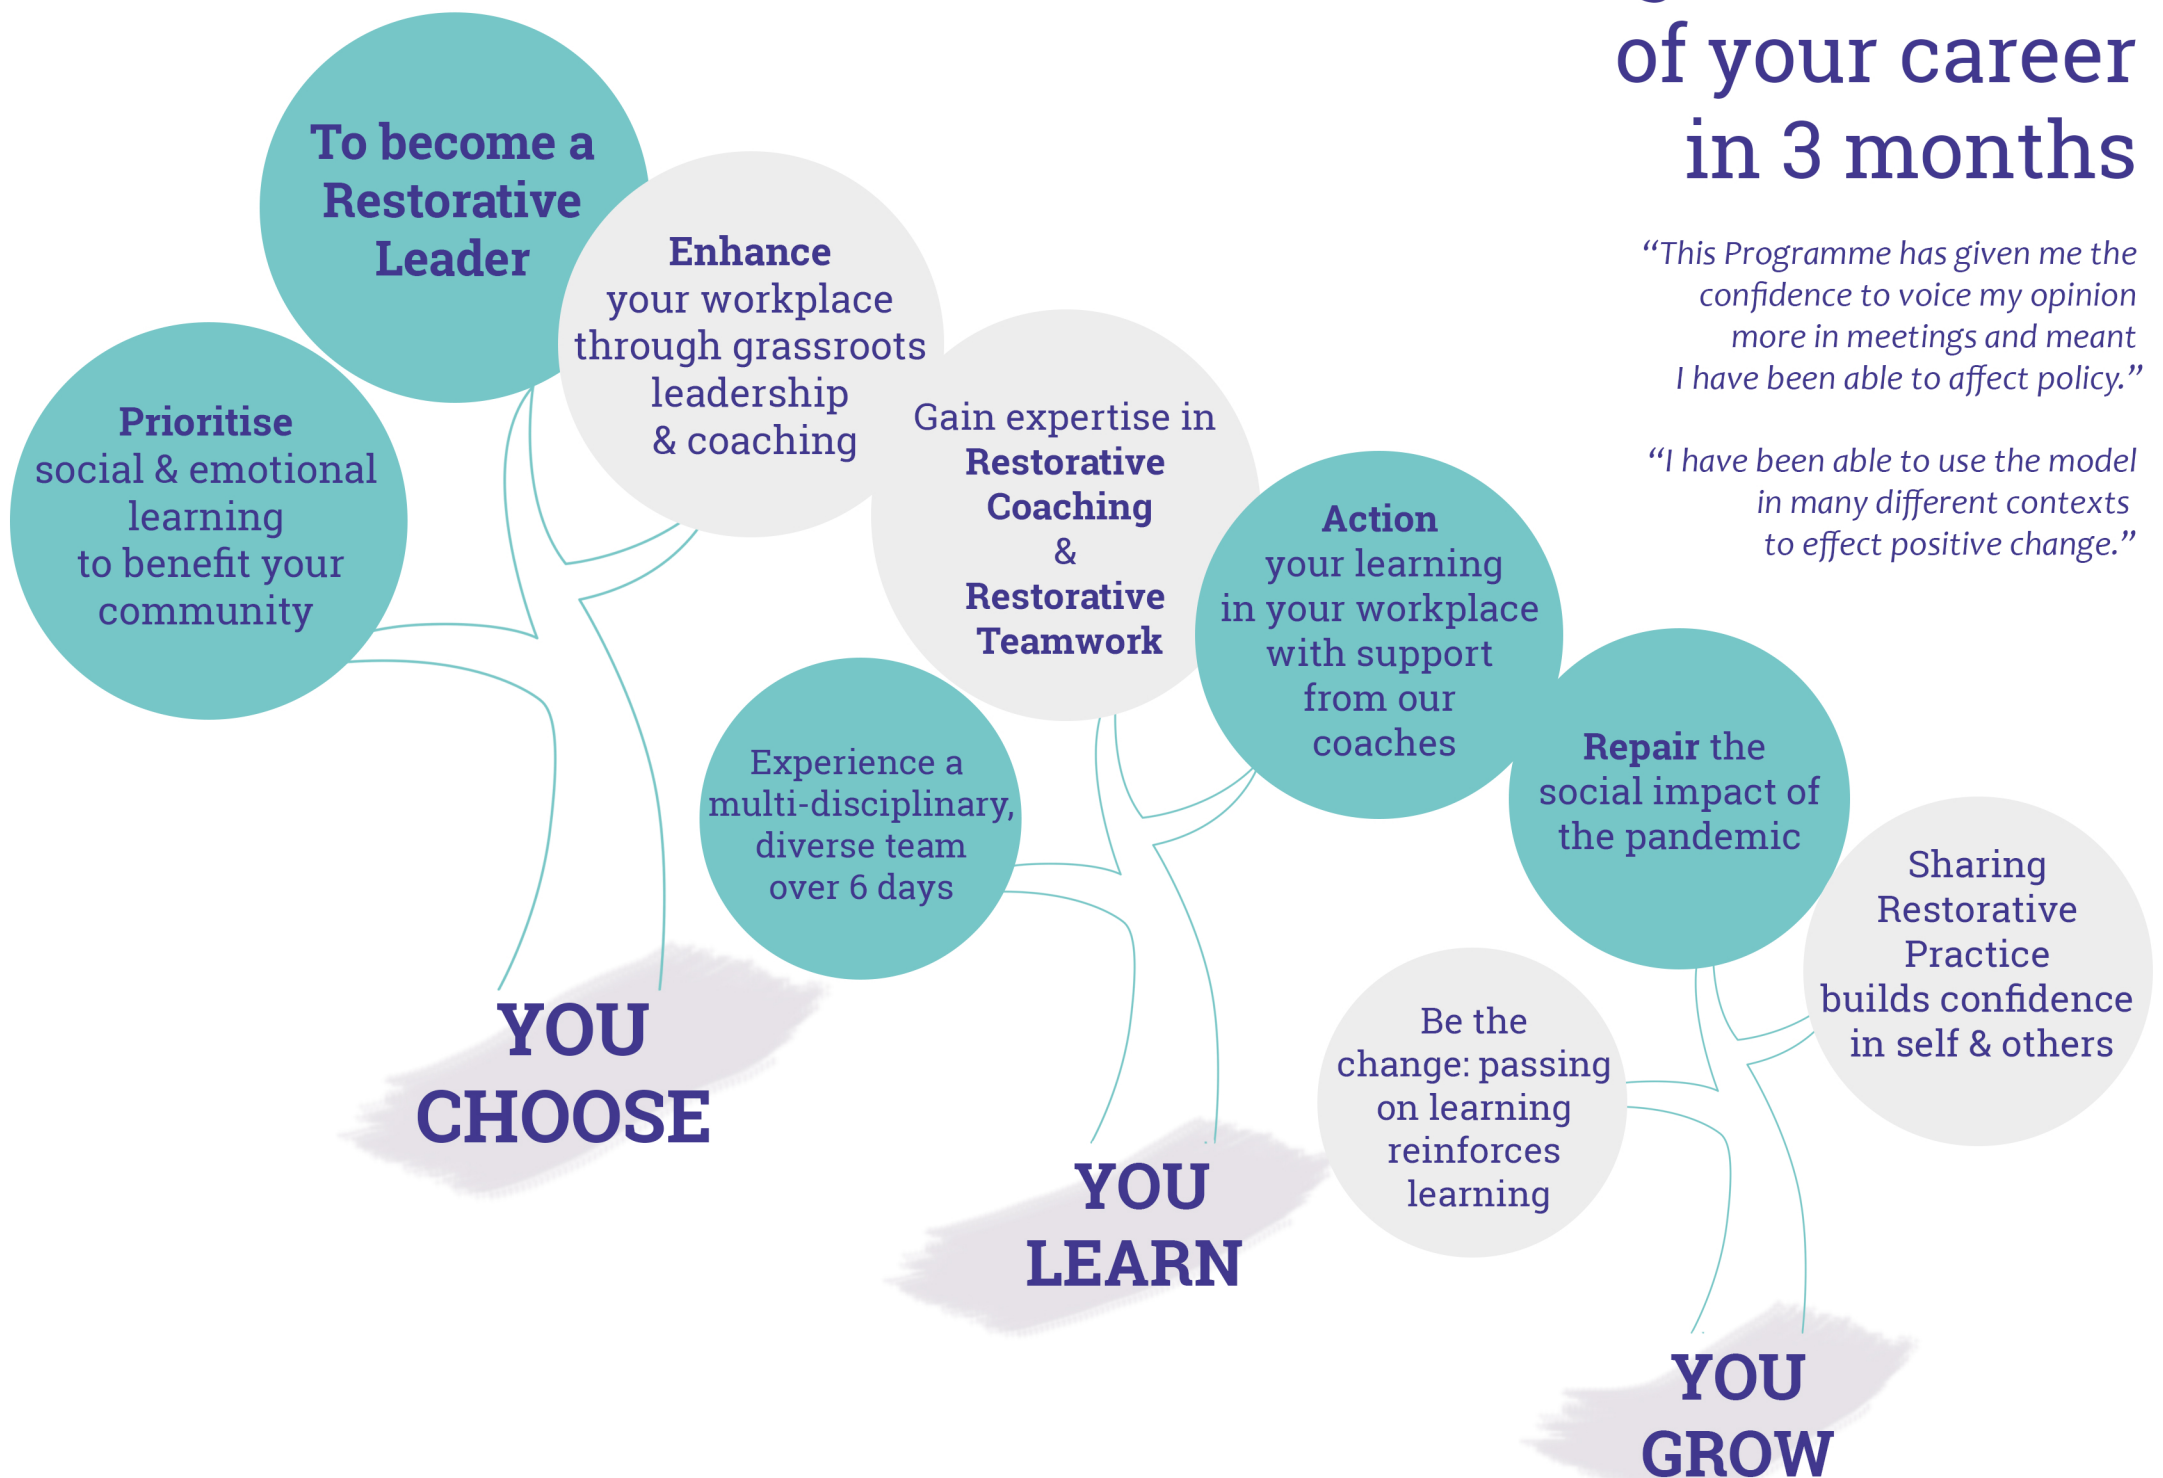 of your career
in 3 months
“This Programme has given me the
confidence to voice my opinion
more in meetings and meant
I have been able to affect policy.”
“I have been able to use the model
in many different contexts
to effect positive change.”
To become a
Restorative
Leader
Prioritise
social & emotional
learning
to benefit your
community
Enhance
your workplace
through grassroots
leadership
& coaching
YOU
CHOOSE
Gain expertise in
Restorative
Coaching
&
Restorative
Teamwork
Experience a
multi-disciplinary,
diverse team
over 6 days
Action
your learning
in your workplace
with support
from our
coaches
YOU
LEARN
Repair the
social impact of
the pandemic
Be the
change: passing
on learning
reinforces
learning
Sharing
Restorative
Practice
builds confidence
in self & others
YOU
GROW